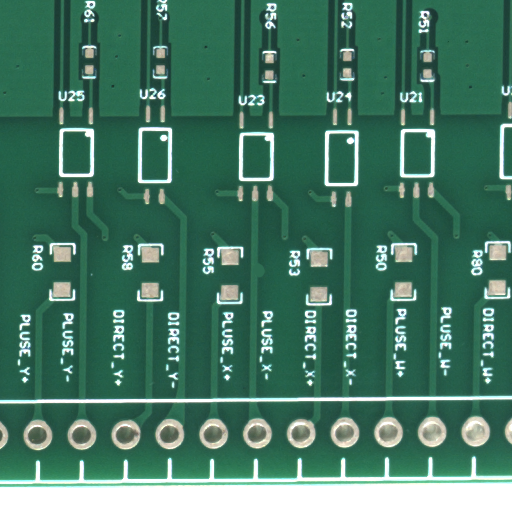 R61
R57
R56
R52
R51
U25
U26
U23
U24
U21
R60
R58
R55
R53
R50
R80
PLUSE_Y+
PLUSE_Y-
DIRECT_Y+
DIRECT_Y-
PLUSE_X+
PLUSE_X-
DIRECT_X+
DIRECT_X-
PLUSE_W+
PLUSE_W-
DIRECT_W+